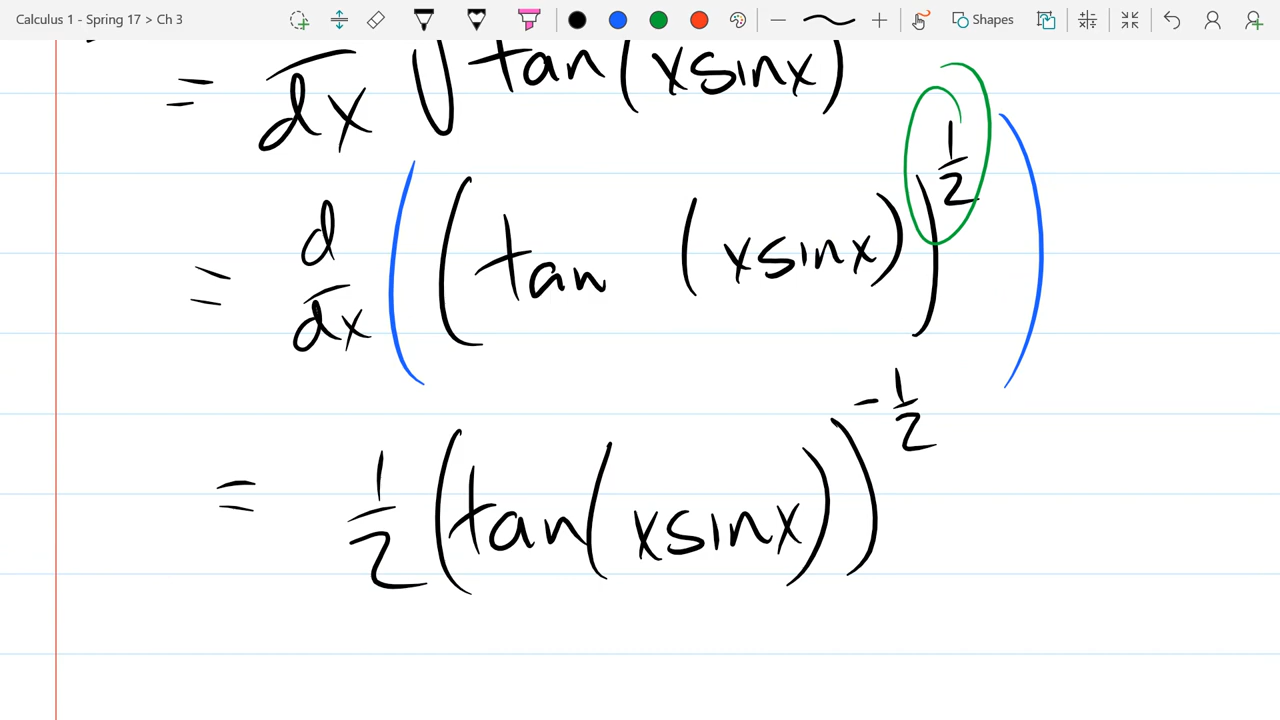 Calculus 1 - Spring 17 > Ch 3
Shapes
= d/dx √tan(xsinx)
= d/dx ((tan (xsinx))^(1/2))
= 1/2 (tan(xsinx))^(-1/2)